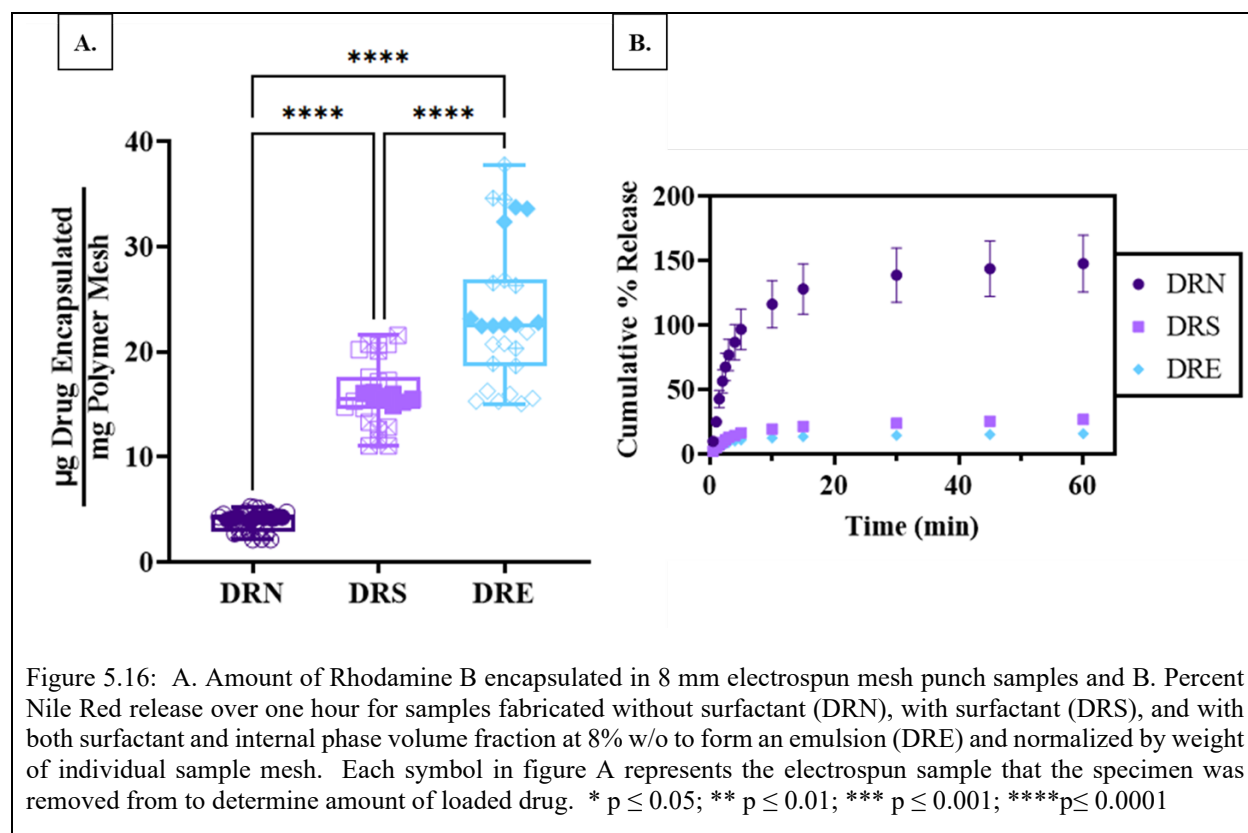 A.
****
****
****
µg Drug Encapsulated
mg Polymer Mesh
40
30
20
10
0
DRN
DRS
DRE
B.
Cumulative % Release
200
150
100
50
0
0
20
40
60
Time (min)
DRN
DRS
DRE
Figure 5.16: A. Amount of Rhodamine B encapsulated in 8 mm electrospun mesh punch samples and B. Percent
Nile Red release over one hour for samples fabricated without surfactant (DRN), with surfactant (DRS), and with
both surfactant and internal phase volume fraction at 8% w/o to form an emulsion (DRE) and normalized by weight
of individual sample mesh. Each symbol in figure A represents the electrospun sample that the specimen was
removed from to determine amount of loaded drug. * p ≤ 0.05; ** p ≤ 0.01; *** p ≤ 0.001; ****p≤ 0.0001